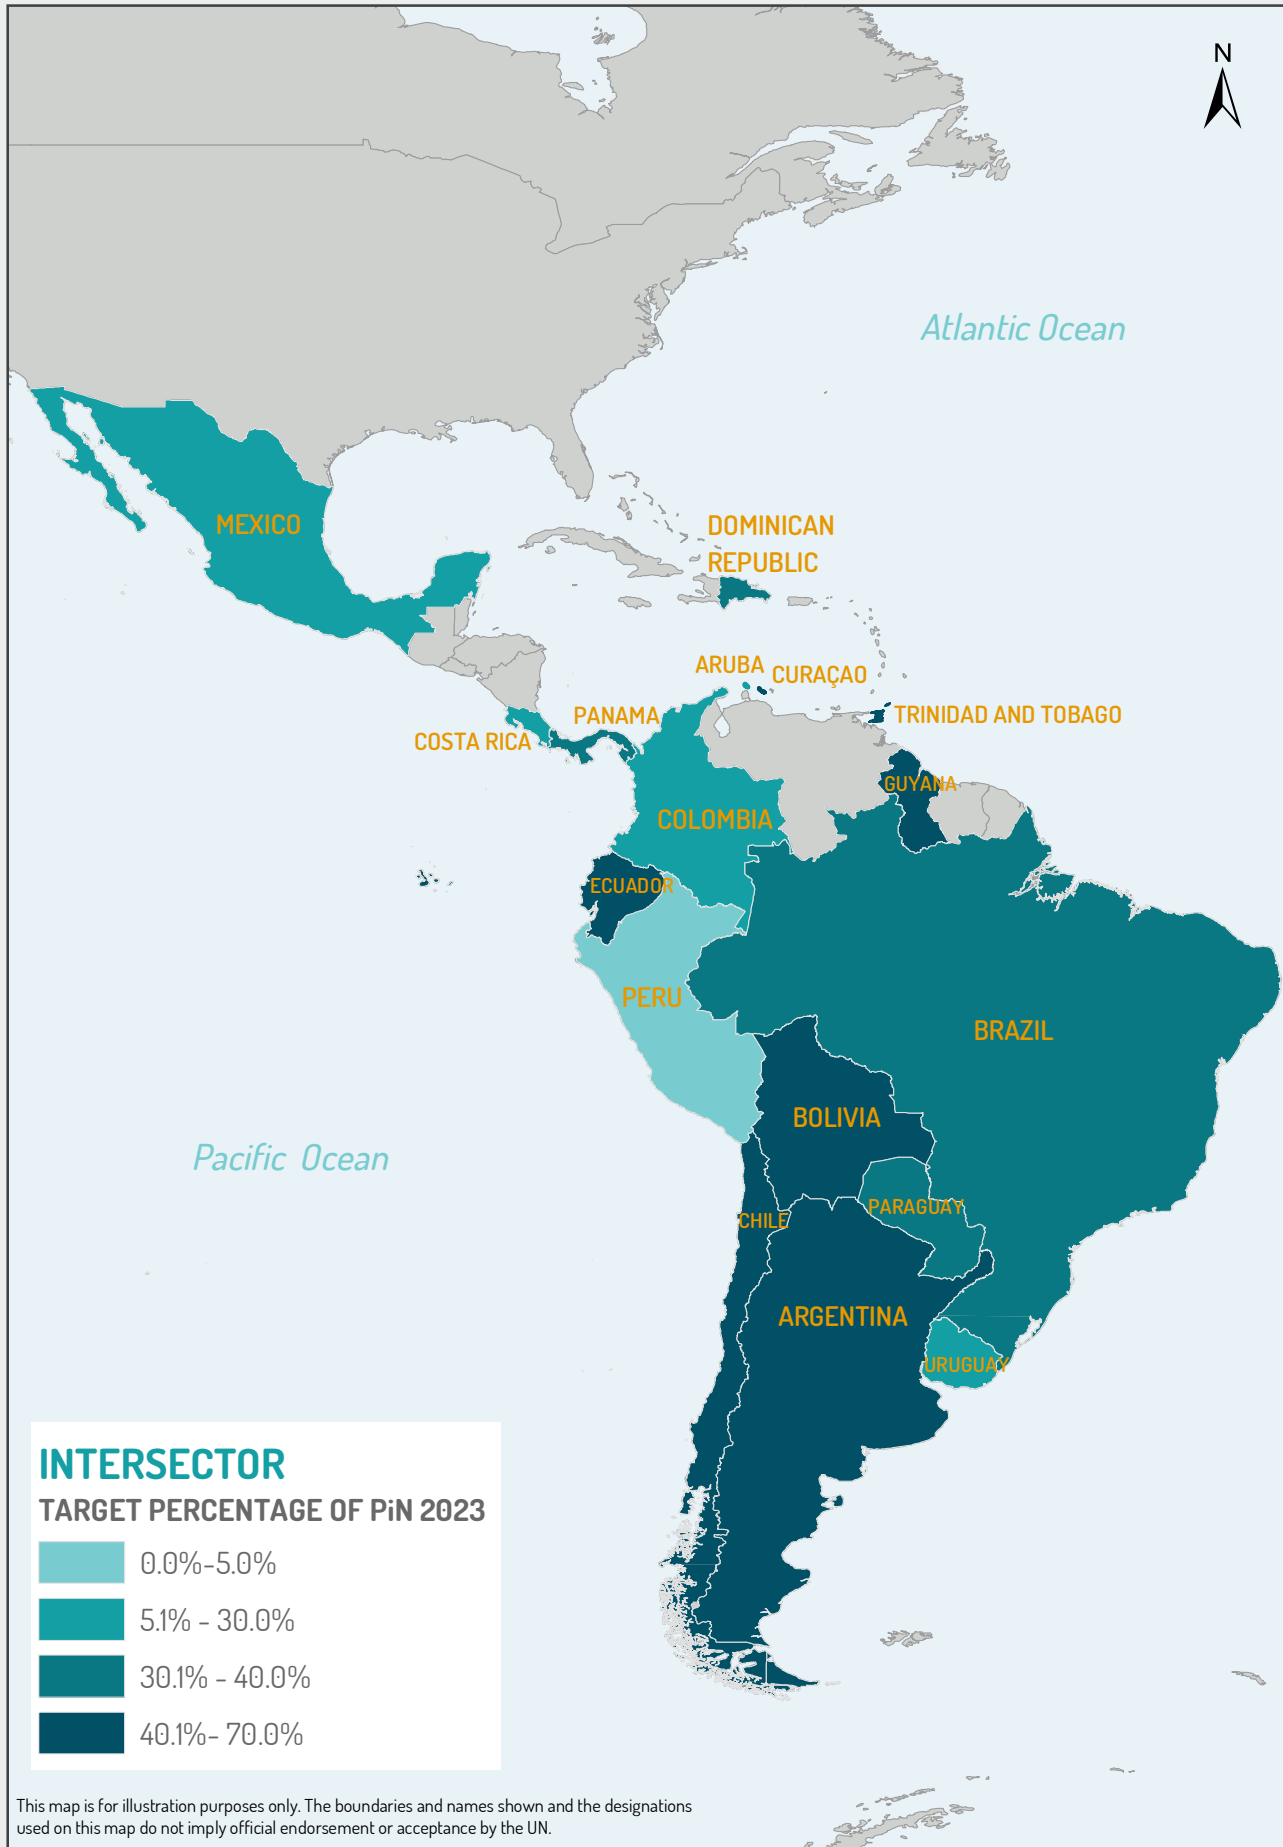 N
Atlantic Ocean
MEXICO
DOMINICAN
REPUBLIC
ARUBA
CURAÇAO
PANAMA
TRINIDAD AND TOBAGO
COSTA RICA
GUYANA
COLOMBIA
ECUADOR
PERU
BRAZIL
BOLIVIA
Pacific Ocean
PARAGUAY
CHILE
ARGENTINA
URUGUAY
INTERSECTOR
TARGET PERCENTAGE OF PiN 2023
0.0%-5.0%
5.1% - 30.0%
30.1% - 40.0%
40.1%- 70.0%
This map is for illustration purposes only. The boundaries and names shown and the designations
used on this map do not imply official endorsement or acceptance by the UN.